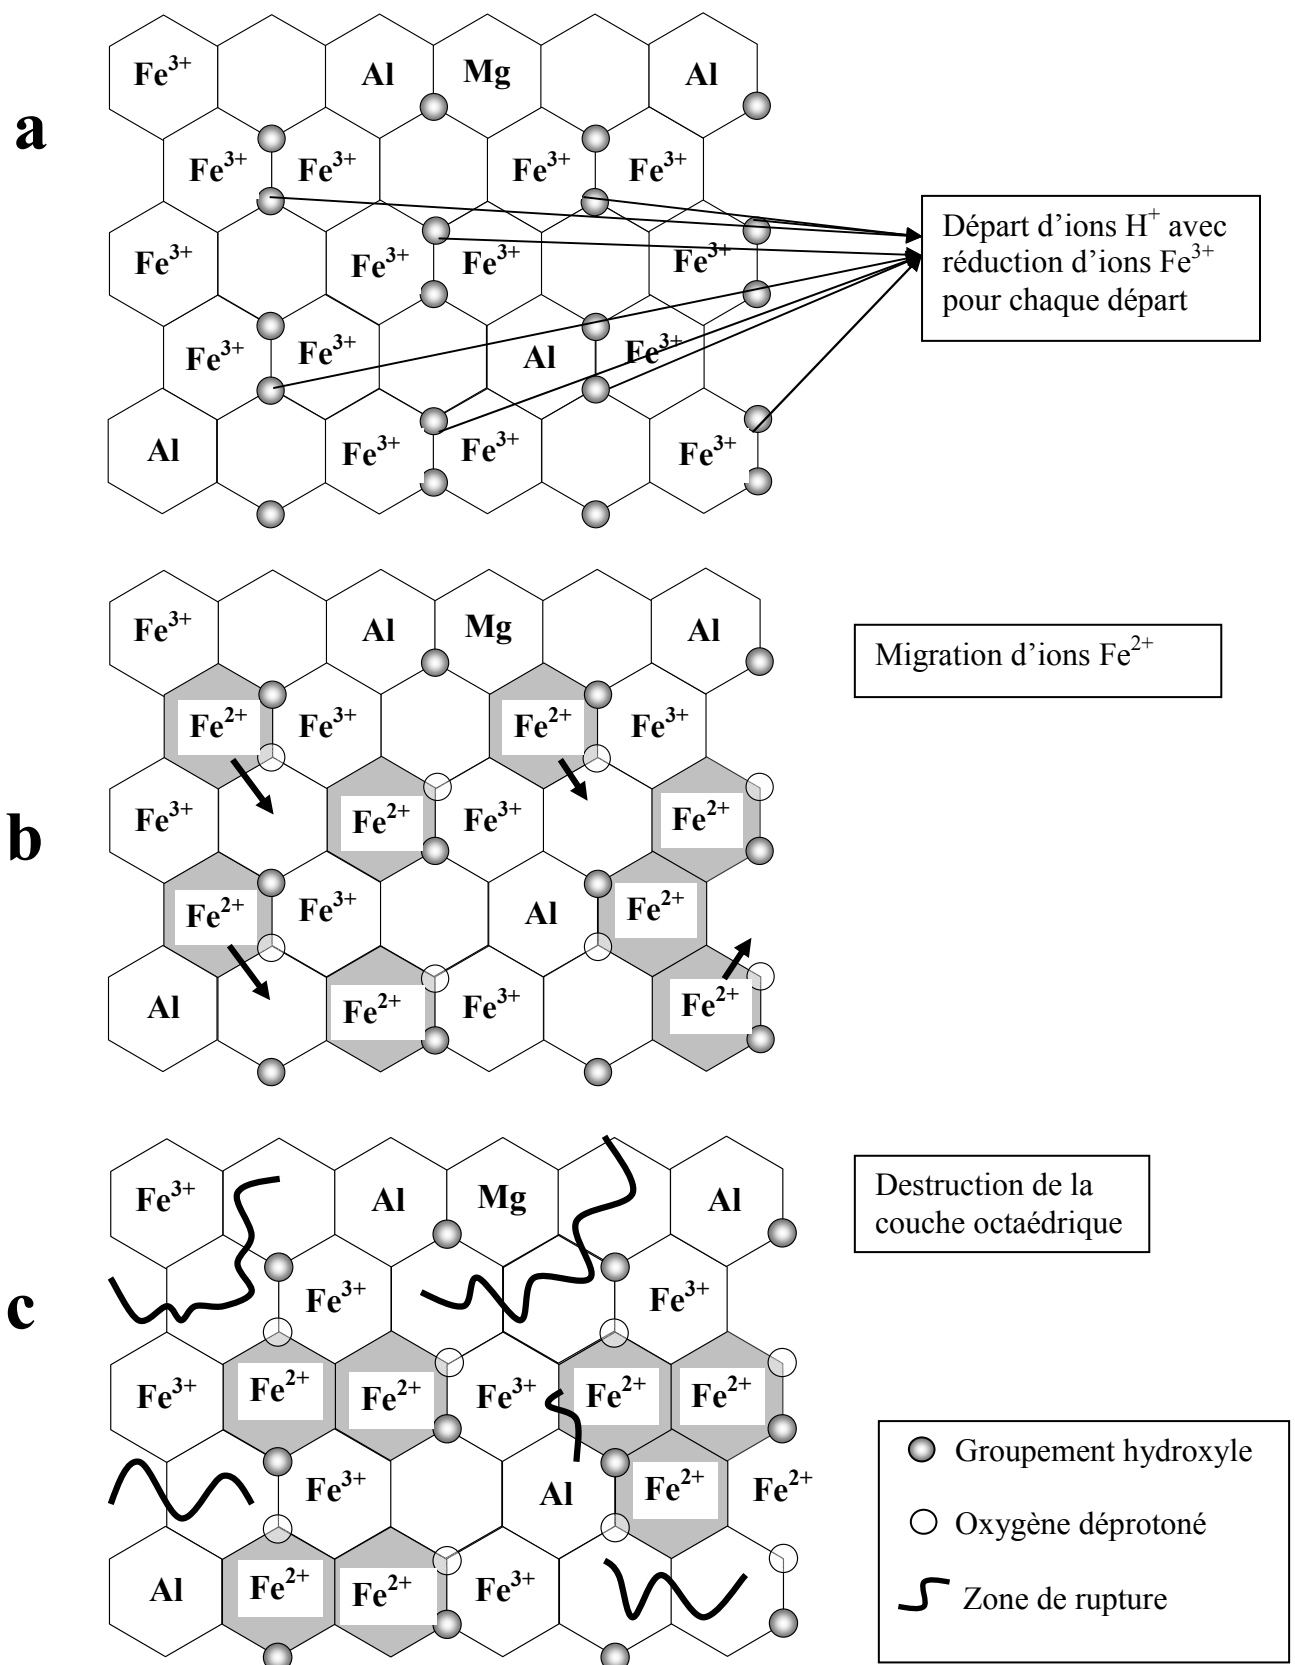 a
Fe³⁺ Al Mg Al
Fe³⁺ Fe³⁺ Fe³⁺ Fe³⁺
Fe³⁺ Fe³⁺ Fe³⁺ Fe³⁺
Fe³⁺ Fe³⁺ Al Fe³⁺
Al Fe³⁺ Fe³⁺ Fe³⁺
Départ d’ions H⁺ avec
réduction d’ions Fe³⁺
pour chaque départ
b
Fe³⁺ Al Mg Al
Fe²⁺ Fe³⁺ Fe²⁺ Fe³⁺
Fe³⁺ Fe²⁺ Fe³⁺ Fe²⁺
Fe²⁺ Fe³⁺ Al Fe²⁺
Al Fe²⁺ Fe³⁺ Fe²⁺
Migration d’ions Fe²⁺
c
Fe³⁺ Al Mg Al
Fe³⁺ Fe³⁺
Fe³⁺ Fe²⁺ Fe²⁺ Fe³⁺ Fe²⁺ Fe²⁺
Fe³⁺ Al Fe²⁺ Fe²⁺
Al Fe²⁺ Fe²⁺ Fe³⁺
Destruction de la
couche octaédrique
Groupement hydroxyle
Oxygène déprotoné
Zone de rupture